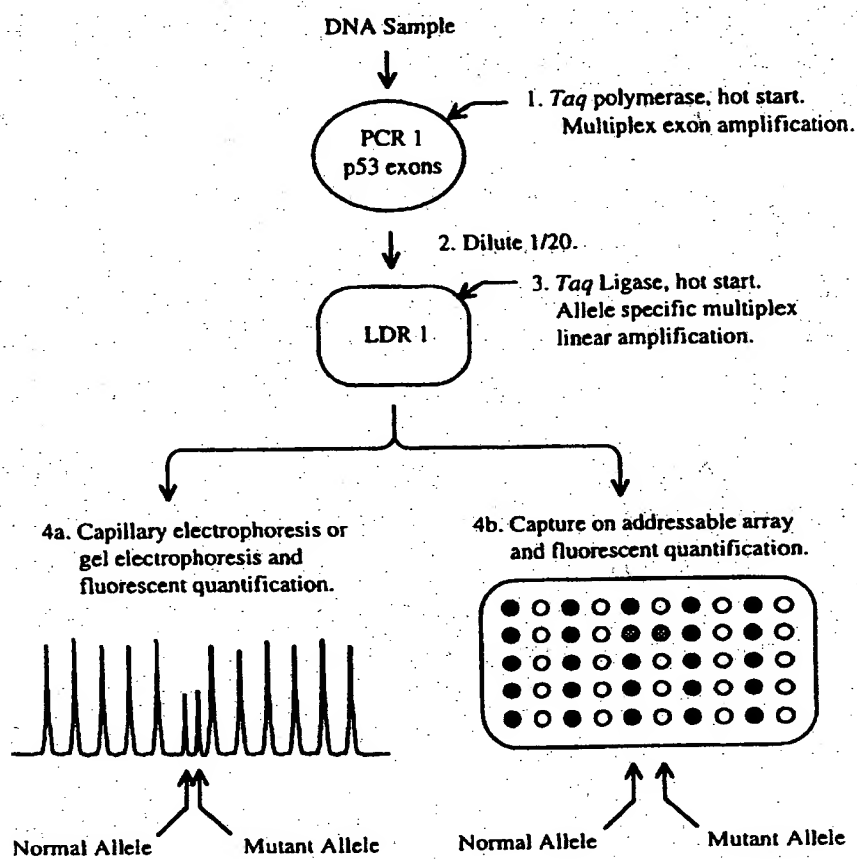 DNA Sample
1. Taq polymerase, hot start.
Multiplex exon amplification.
PCR 1
p53 exons
2. Dilute 1/20.
3. Taq Ligase, hot start.
Allele specific multiplex
linear amplification.
LDR 1
4a. Capillary electrophoresis or
gel electrophoresis and
fluorescent quantification.
4b. Capture on addressable array
and fluorescent quantification.
Normal Allele
Mutant Allele
Normal Allele
Mutant Allele